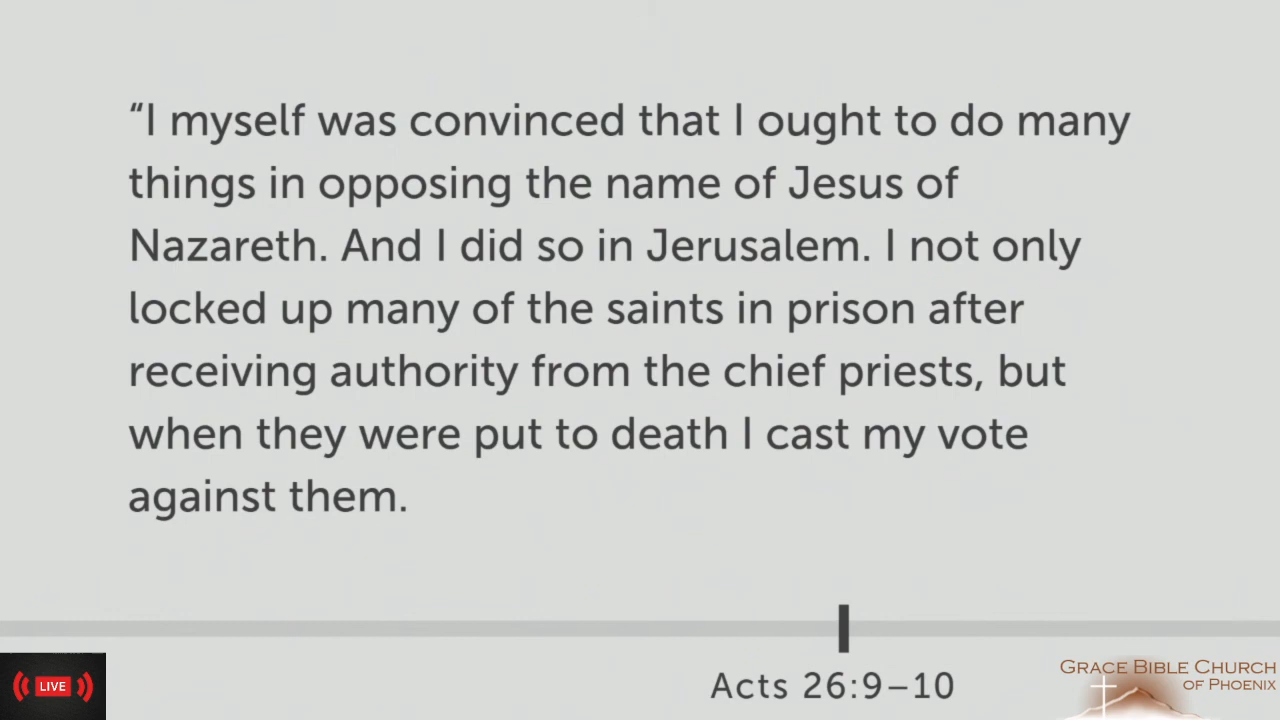 “I myself was convinced that I ought to do many
things in opposing the name of Jesus of
Nazareth. And I did so in Jerusalem. I not only
locked up many of the saints in prison after
receiving authority from the chief priests, but
when they were put to death I cast my vote
against them.
Acts 26:9–10
LIVE
GRACE BIBLE CHURCH
OF PHOENIX